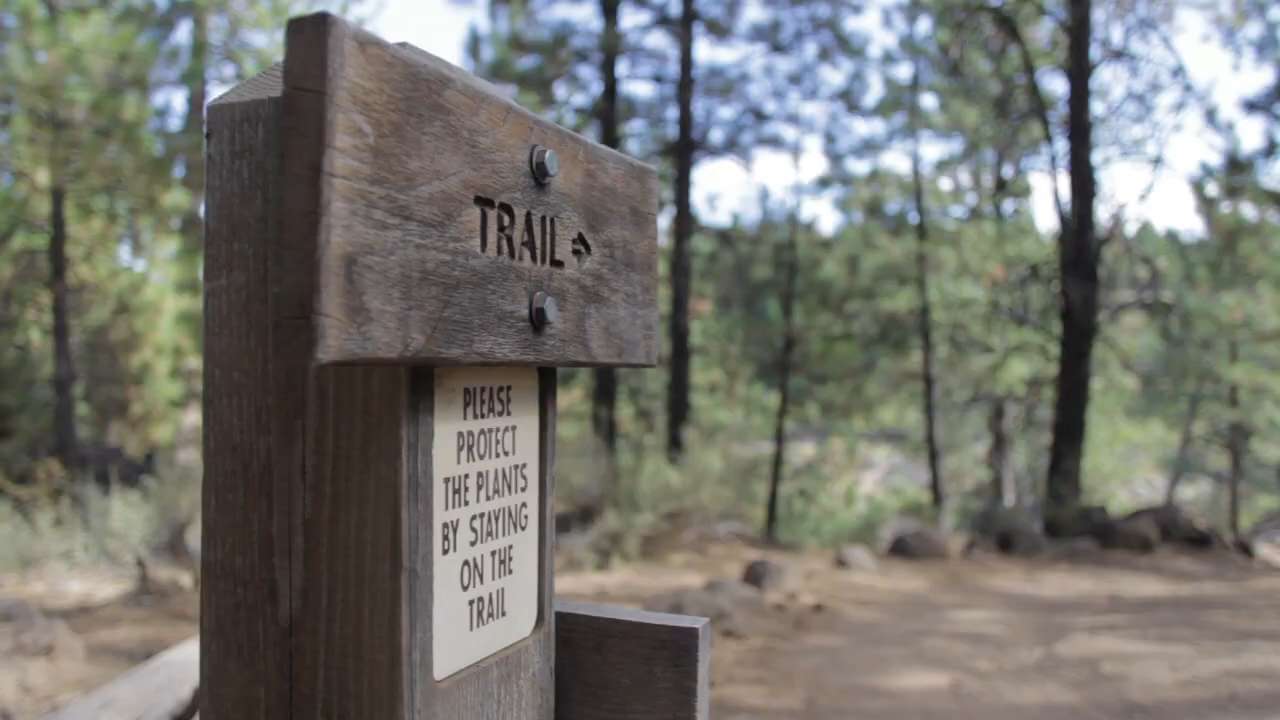 TRAIL →
PLEASE
PROTECT
THE PLANTS
BY STAYING
ON THE
TRAIL